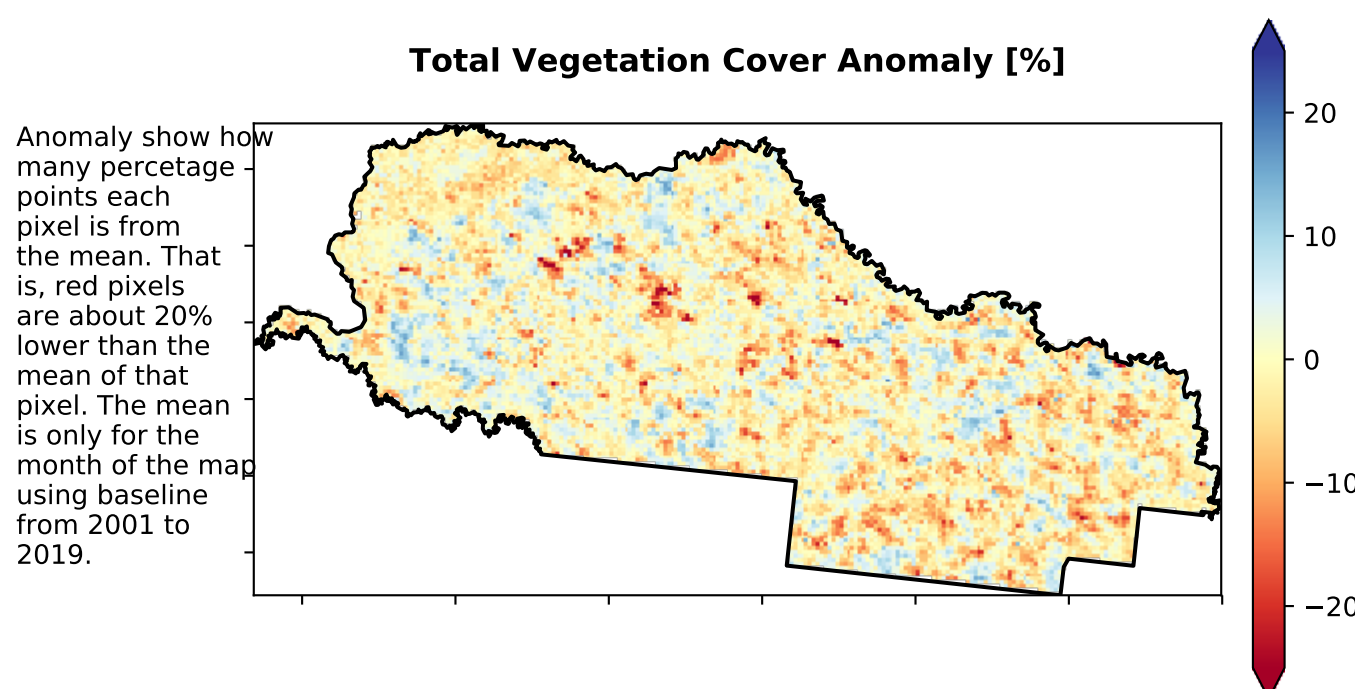 Total Vegetation Cover Anomaly [%]
Anomaly show how
many percetage
points each
pixel is from
the mean. That
is, red pixels
are about 20%
lower than the
mean of that
pixel. The mean
is only for the
month of the map
using baseline
from 2001 to
2019.
20
10
0
−10
−20